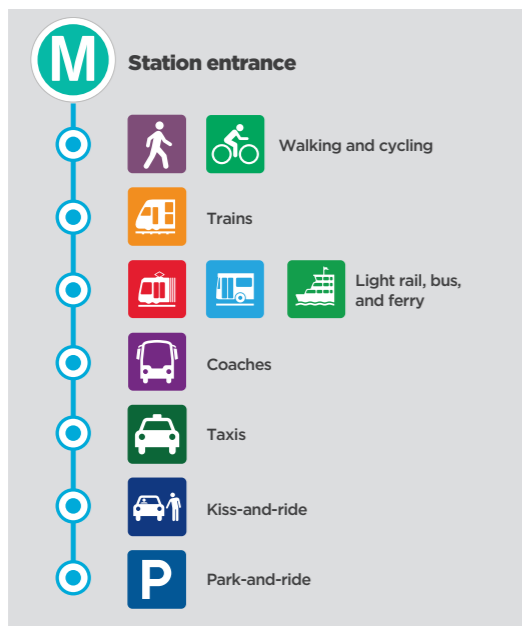 M
Station entrance
Walking and cycling
Trains
Light rail, bus,
and ferry
Coaches
Taxis
Kiss-and-ride
P
Park-and-ride